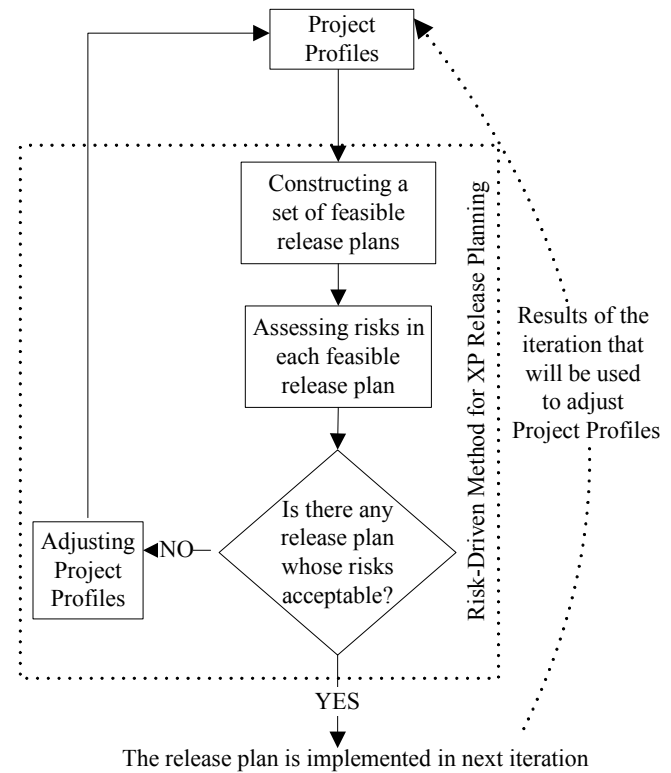 Project
Profiles
Constructing a
set of feasible
release plans
Assessing risks in
each feasible
release plan
Is there any
release plan
whose risks
acceptable?
NO
Adjusting
Project
Profiles
YES
The release plan is implemented in next iteration
Risk-Driven Method for XP Release Planning
Results of the
iteration that
will be used
to adjust
Project Profiles